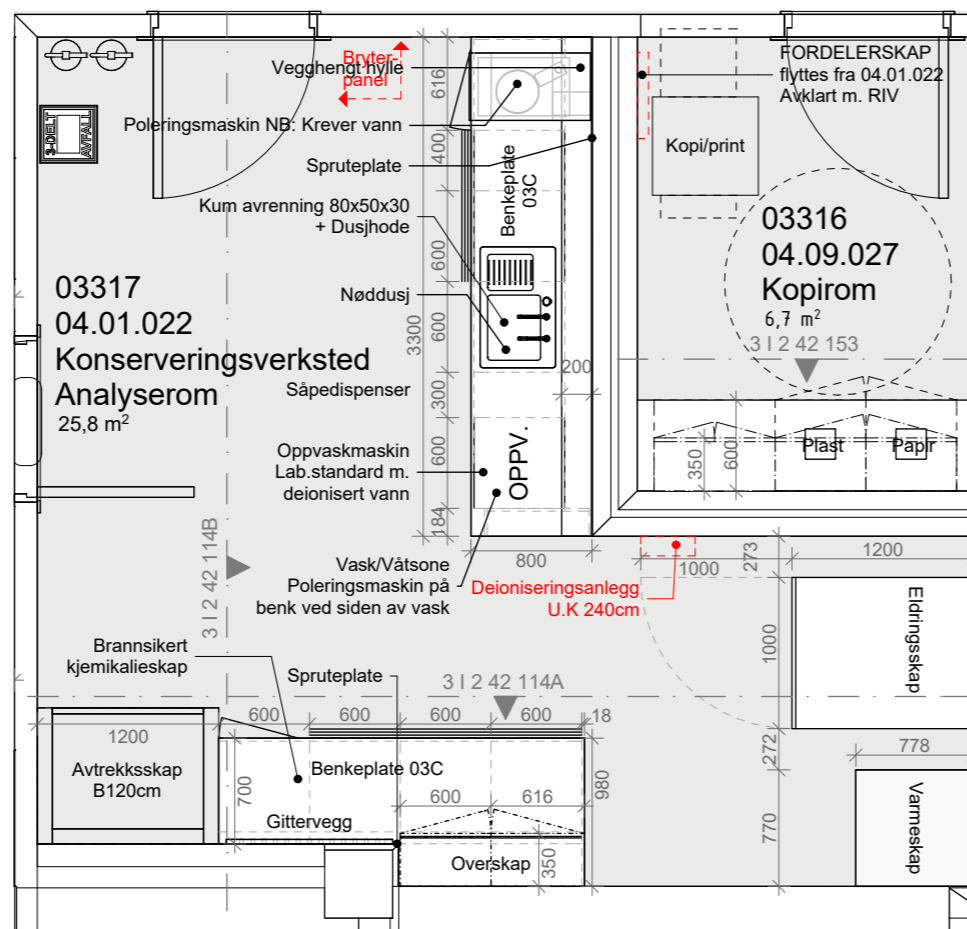 Bryter-
panel
Vegghengt hylle
Poleringsmaskin NB: Krever vann
Spruteplate
Kum avrenning 80x50x30
+ Dusjhode
Nøddusj
Såpedispenser
Oppvaskmaskin
Lab.standard m.
deionisert vann
Vask/Våtsone
Poleringsmaskin på
benk ved siden av vask
3-DELT
AVFALL
03317
04.01.022
Konserveringsverksted
Analyserom
25,8 m²
616
400
600
600
300
600
184
3300
Benkeplate
03C
OPPV.
200
800
FORDELERSKAP
flyttes fra 04.01.022
Avklart m. RIV
Kopi/print
03316
04.09.027
Kopirom
6,7 m²
3 I 2 42 153
350
600
Plast
Papir
Deioniseringsanlegg
U.K 240cm
1000
273
1200
1000
Eldringsskap
272
778
770
Varmeskap
3 I 2 42 114B
Brannsikert
kjemikalieskap
Spruteplate
3 I 2 42 114A
1200
600
600
600
600
18
Avtrekksskap
B120cm
700
Benkeplate 03C
Gittervegg
600
616
980
Overskap
350